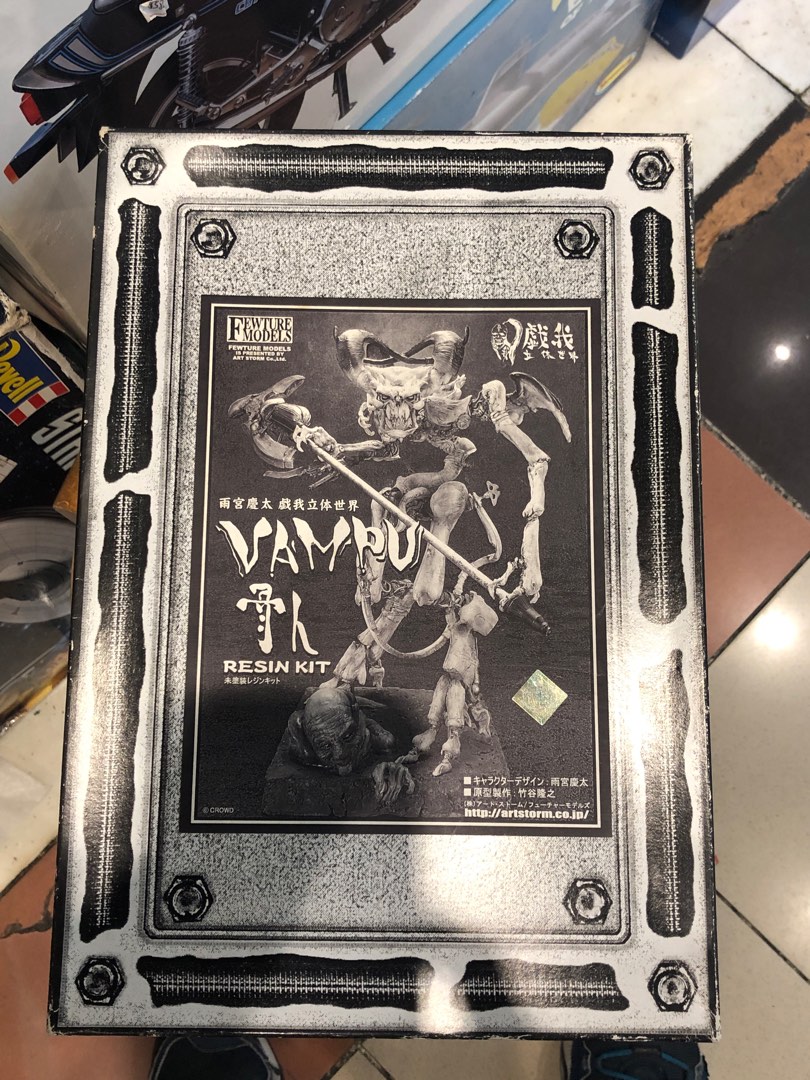 FEWTURE
MODELS
FEWTURE MODELS
IS PRESENTED BY
ART STORM Co.,Ltd.
戯我
立体世界
雨宮慶太 戯我立体世界
VAMPU
骨人
RESIN KIT
未塗装レジンキット
■キャラクターデザイン:雨宮慶太
■原型製作:竹谷隆之
(株)アート・ストーム/フューチャーモデルズ
http://artstorm.co.jp/
© CROWD
Revell